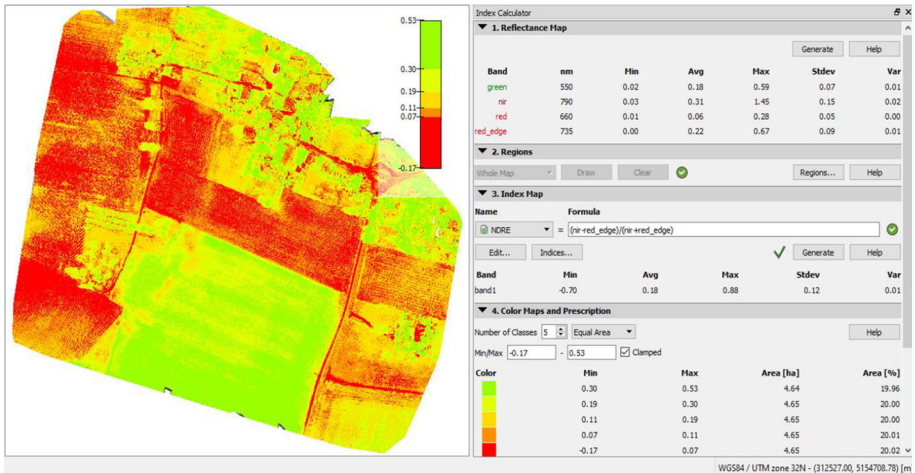 0.53
0.30
0.19
0.11
0.07
-0.17
Index Calculator
1. Reflectance Map
Generate Help
Band nm Min Avg Max Stdev Var
green 550 0.02 0.18 0.59 0.07 0.01
nir 790 0.03 0.31 1.45 0.15 0.02
red 660 0.01 0.06 0.28 0.05 0.00
red_edge 735 0.00 0.22 0.67 0.09 0.01
2. Regions
Whole Map Draw Clear Regions... Help
3. Index Map
Name Formula
NDRE = (nir-red_edge)/(nir+red_edge)
Edit... Indices... Generate Help
Band Min Avg Max Stdev Var
band1 -0.70 0.18 0.88 0.12 0.01
4. Color Maps and Prescription
Number of Classes 5 Equal Area Help
Min/Max -0.17 - 0.53 Clamped
Color Min Max Area [ha] Area [%]
0.30 0.53 4.64 19.96
0.19 0.30 4.65 20.00
0.11 0.19 4.65 20.00
0.07 0.11 4.65 20.01
-0.17 0.07 4.65 20.02
WGS84 / UTM zone 32N - (312527.00, 5154708.78) [m